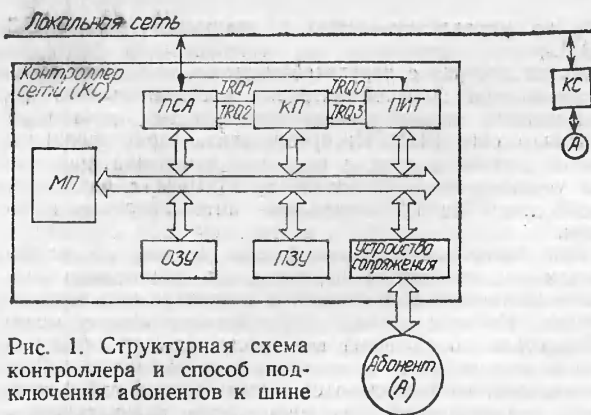 Локальная сеть
Контроллер
сети (КС)
ПСА
IRQ1
IRQ2
КП
IRQ0
IRQ3
ПИТ
КС
А
МП
ОЗУ
ПЗУ
Устройства
сопряжения
Абонент
(А)
Рис. 1. Структурная схема
контроллера и способ под-
ключения абонентов к шине